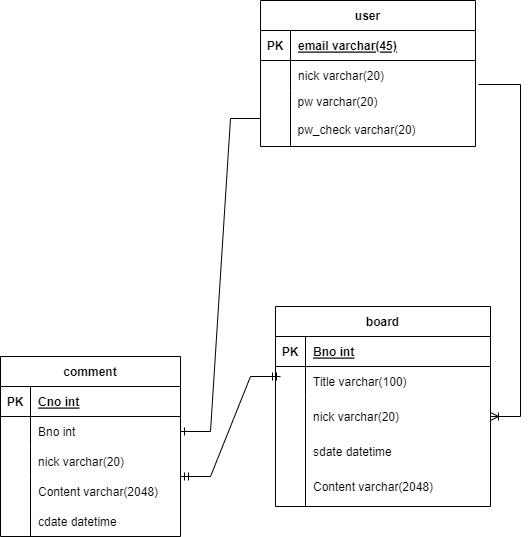 user
PK email varchar(45)
nick varchar(20)
pw varchar(20)
pw_check varchar(20)
board
PK Bno int
Title varchar(100)
nick varchar(20)
sdate datetime
Content varchar(2048)
comment
PK Cno int
Bno int
nick varchar(20)
Content varchar(2048)
cdate datetime